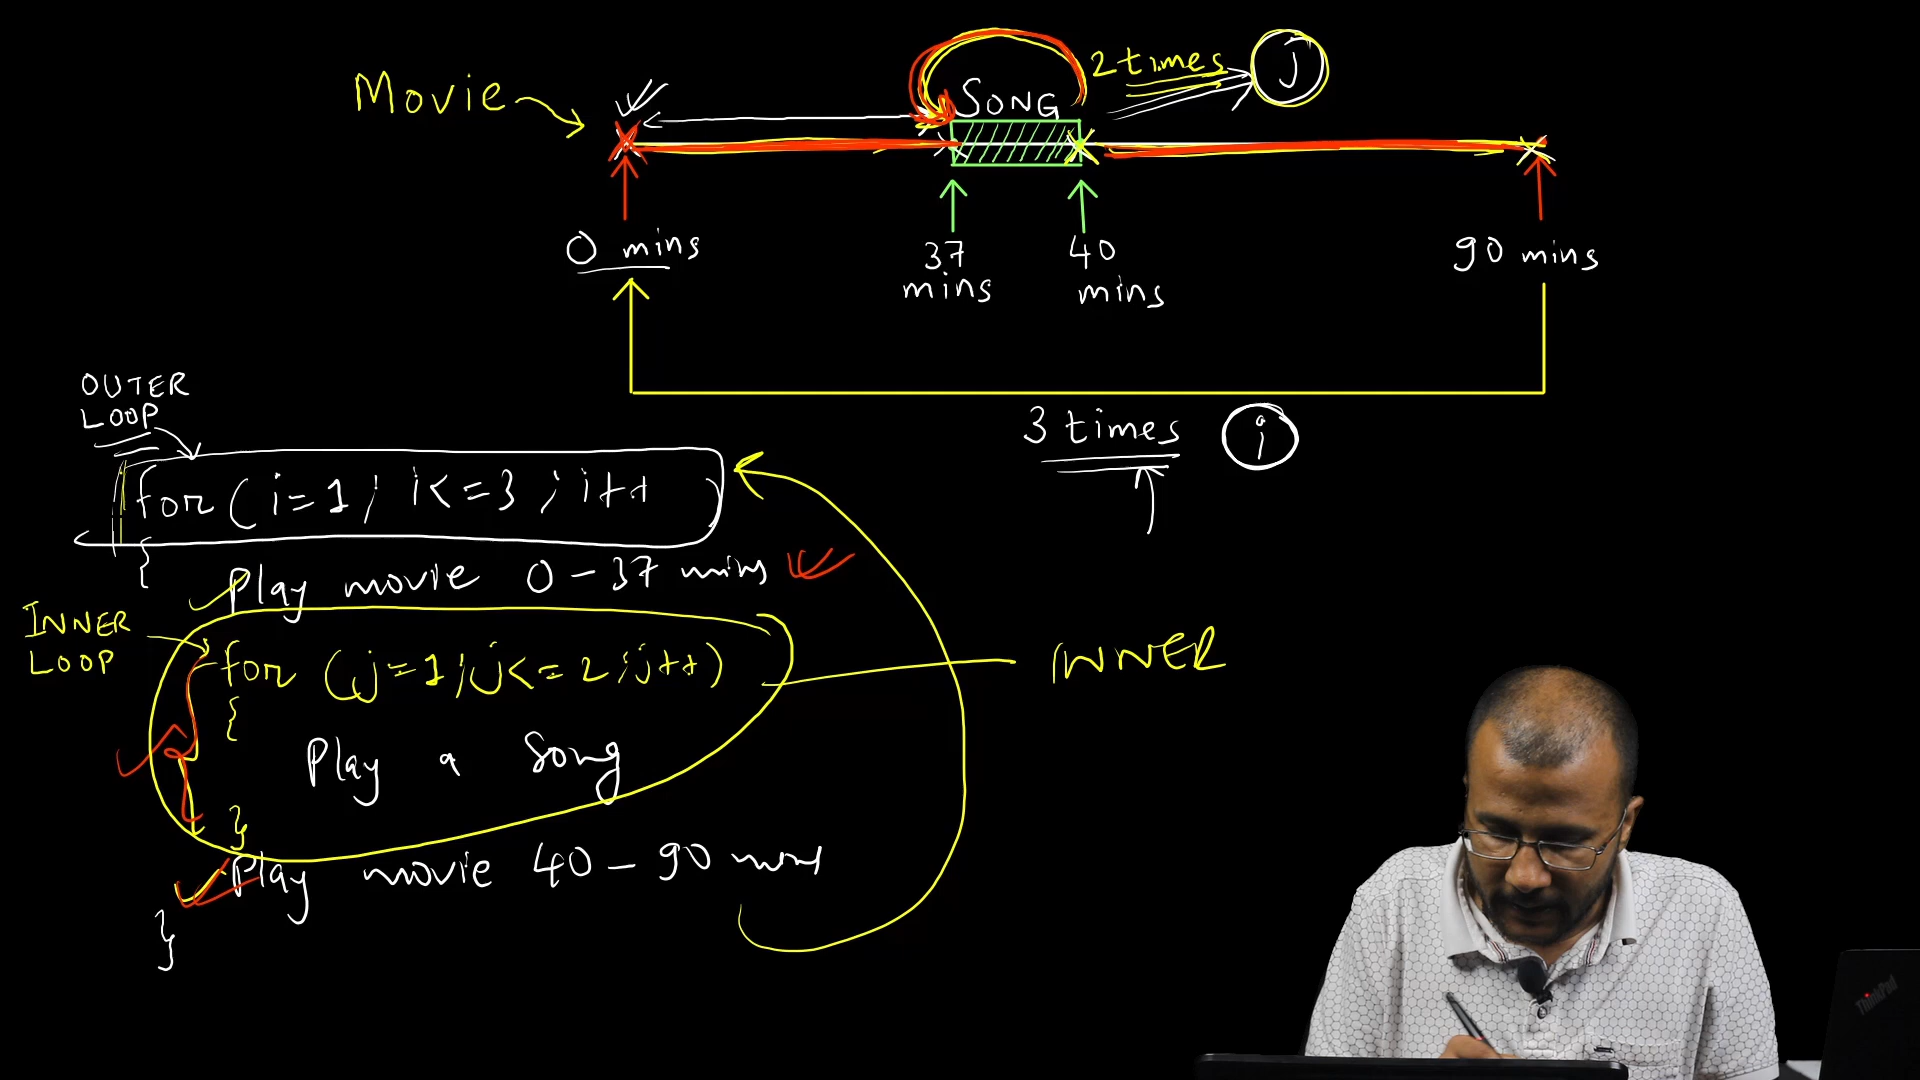 Movie
SONG
2 times
j
0 mins
37 mins
40 mins
90 mins
3 times
i
OUTER
LOOP
for ( i=1 ; i<=3 ; i++ )
{
Play movie 0 - 37 mins
INNER
LOOP
for (j=1 ; j<=2 ; j++)
INNER
{
Play a Song
}
Play movie 40 - 90 mins
}
ThinkPad